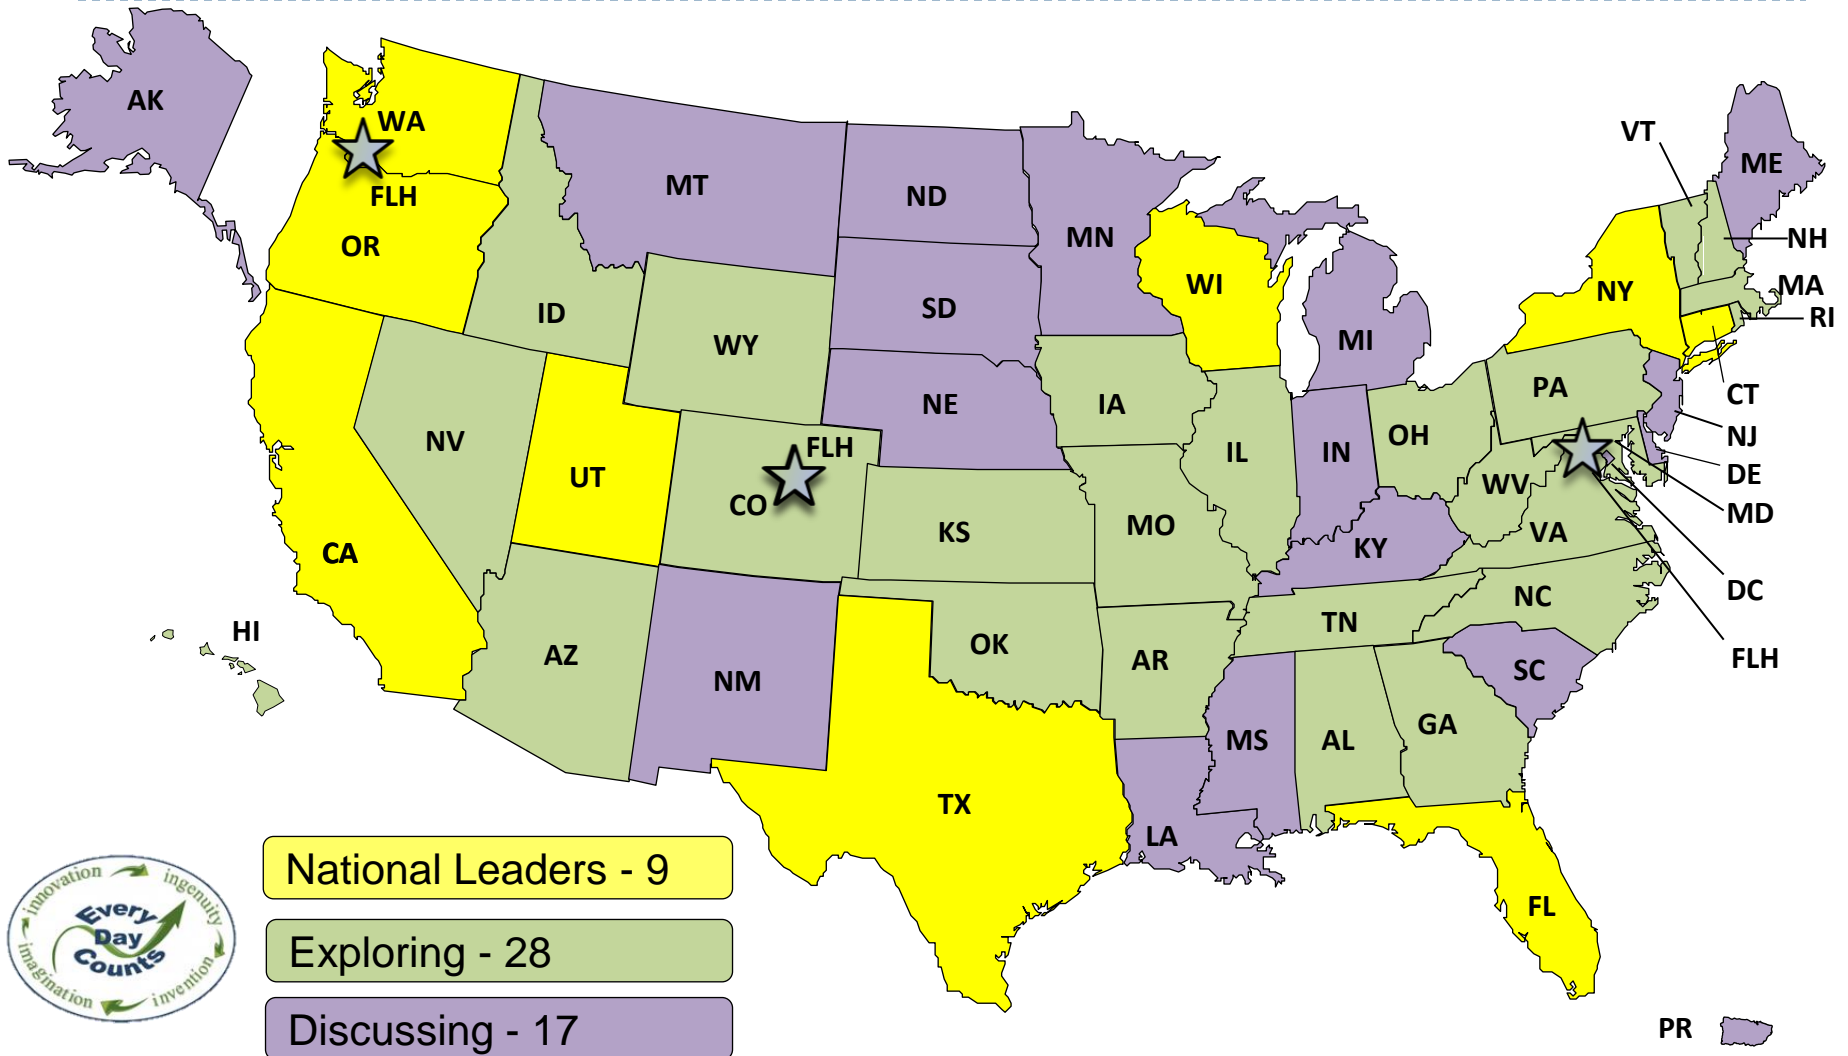 AK
WA
FLH
OR
MT
ND
MN
VT
ME
NH
MA
RI
WI
NY
ID
SD
MI
WY
NE
IA
PA
CT
NJ
DE
MD
NV
UT
FLH
CO
KS
MO
IL
IN
OH
WV
VA
KY
DC
FLH
CA
HI
AZ
NM
OK
AR
TN
NC
SC
MS
AL
GA
TX
LA
FL
PR
innovation
ingenuity
Every
Day
Counts
imagination
invention
National Leaders - 9
Exploring - 28
Discussing - 17